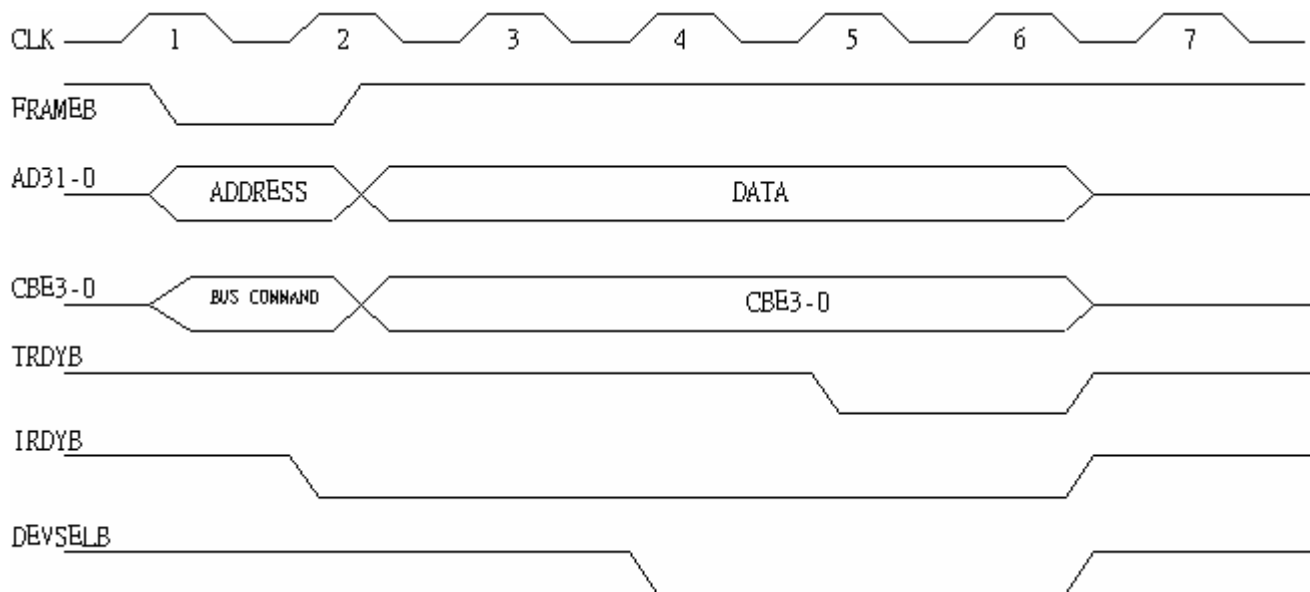 CLK 1 2 3 4 5 6 7
FRAMEB
AD31-0 ADDRESS DATA
CBE3-0 BUS COMMAND CBE3-0
TRDYB
IRDYB
DEVSELB